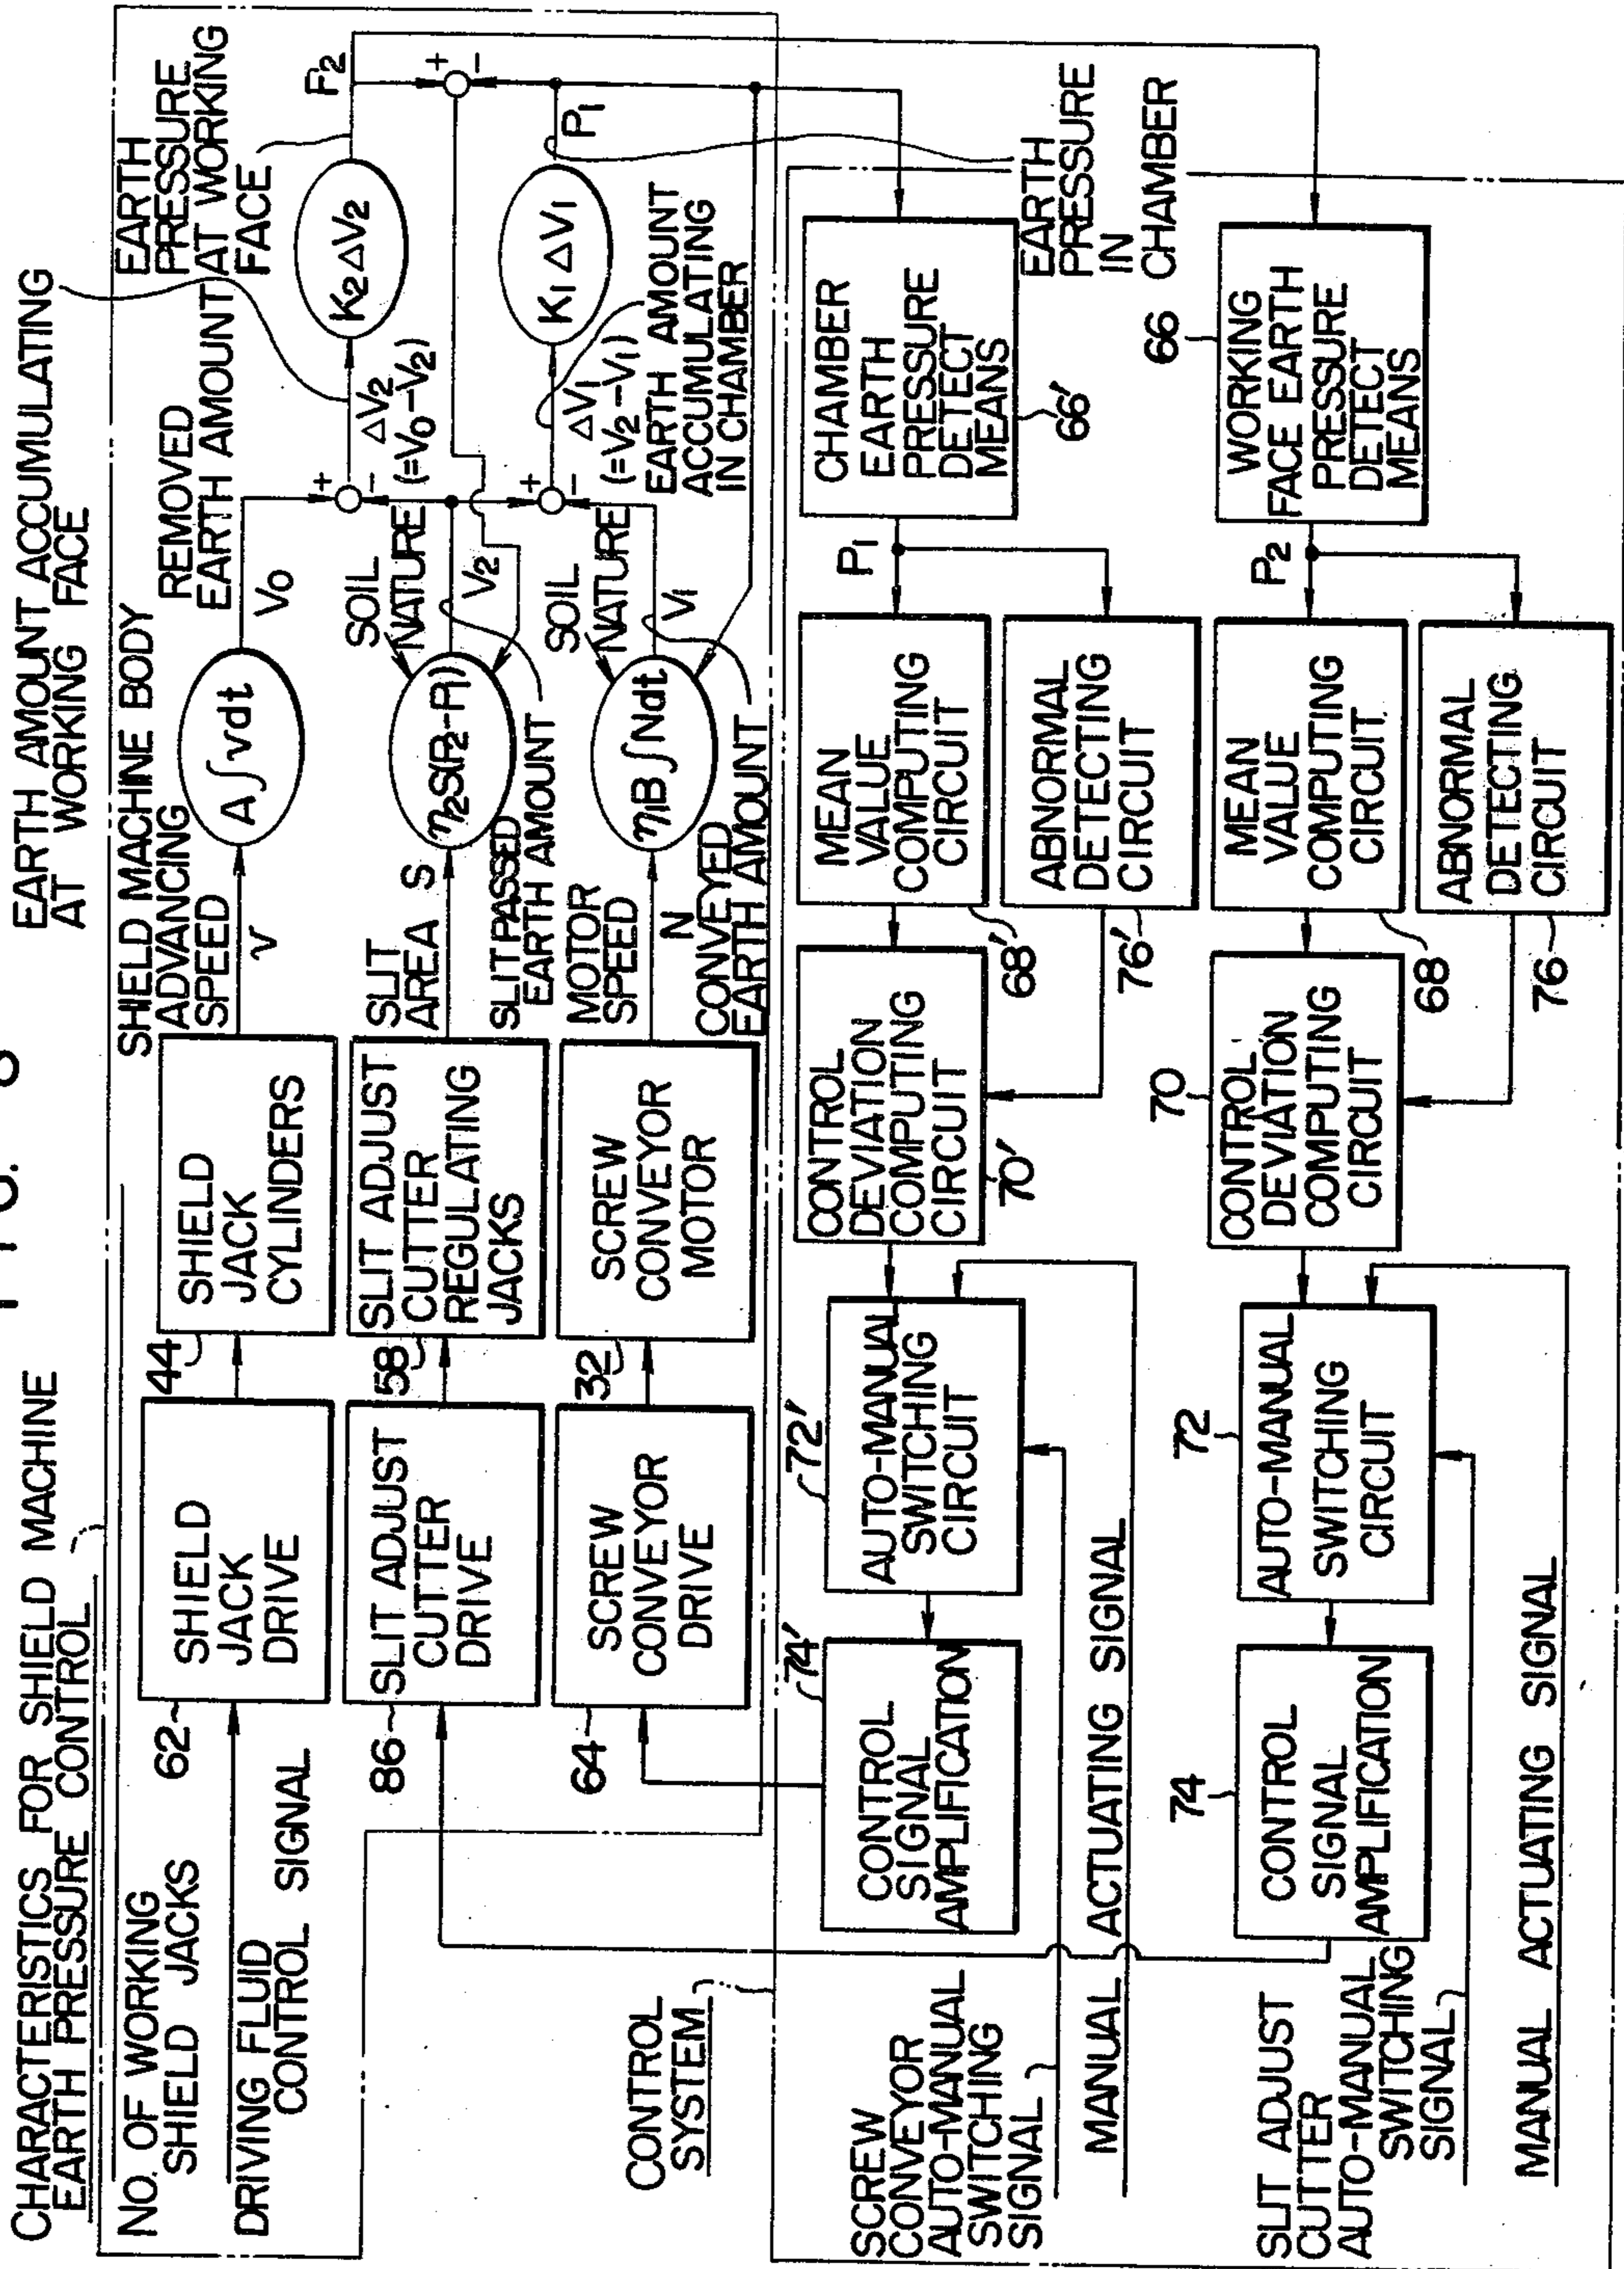 FIG. 8
CHARACTERISTICS FOR SHIELD MACHINE
EARTH PRESSURE CONTROL
EARTH AMOUNT ACCUMULATING
AT WORKING FACE
NO. OF WORKING
SHIELD JACKS
DRIVING FLUID
CONTROL SIGNAL
62
SHIELD
JACK
DRIVE
44
SHIELD
JACK
CYLINDERS
SHIELD MACHINE BODY
ADVANCING
SPEED
v
A∫vdt
REMOVED
EARTH AMOUNT
V0
+
-
ΔV2
(=V0-V2)
K2ΔV2
EARTH
PRESSURE
AT WORKING
FACE
P2
+
-
86
SLIT ADJUST
CUTTER
DRIVE
58
SLIT ADJUST
CUTTER
REGULATING
JACKS
SLIT
AREA S
η2S(P2-P1)
SOIL
NATURE
V2
SLIT PASSED
EARTH AMOUNT
64
SCREW
CONVEYOR
DRIVE
32
SCREW
CONVEYOR
MOTOR
MOTOR
SPEED
N
ηB∫Ndt
SOIL
NATURE
V1
CONVEYED
EARTH AMOUNT
+
-
ΔV1
(=V2-V1)
EARTH AMOUNT
ACCUMULATING
IN CHAMBER
K1ΔV1
P1
EARTH
PRESSURE
IN
CHAMBER
CONTROL
SYSTEM
74'
CONTROL
SIGNAL
AMPLIFICATION
72'
AUTO-MANUAL
SWITCHING
CIRCUIT
CONTROL
DEVIATION
COMPUTING
CIRCUIT
70'
MEAN
VALUE
COMPUTING
CIRCUIT
68'
P1
CHAMBER
EARTH
PRESSURE
DETECT
MEANS
66'
ABNORMAL
DETECTING
CIRCUIT
76'
SCREW
CONVEYOR
AUTO-MANUAL
SWITCHING
SIGNAL
MANUAL ACTUATING SIGNAL
74
CONTROL
SIGNAL
AMPLIFICATION
72
AUTO-MANUAL
SWITCHING
CIRCUIT
70
CONTROL
DEVIATION
COMPUTING
CIRCUIT
MEAN
VALUE
COMPUTING
CIRCUIT
68
P2
66
WORKING
FACE EARTH
PRESSURE
DETECT
MEANS
ABNORMAL
DETECTING
CIRCUIT
76
SLIT ADJUST
CUTTER
AUTO-MANUAL
SWITCHING
SIGNAL
MANUAL ACTUATING SIGNAL